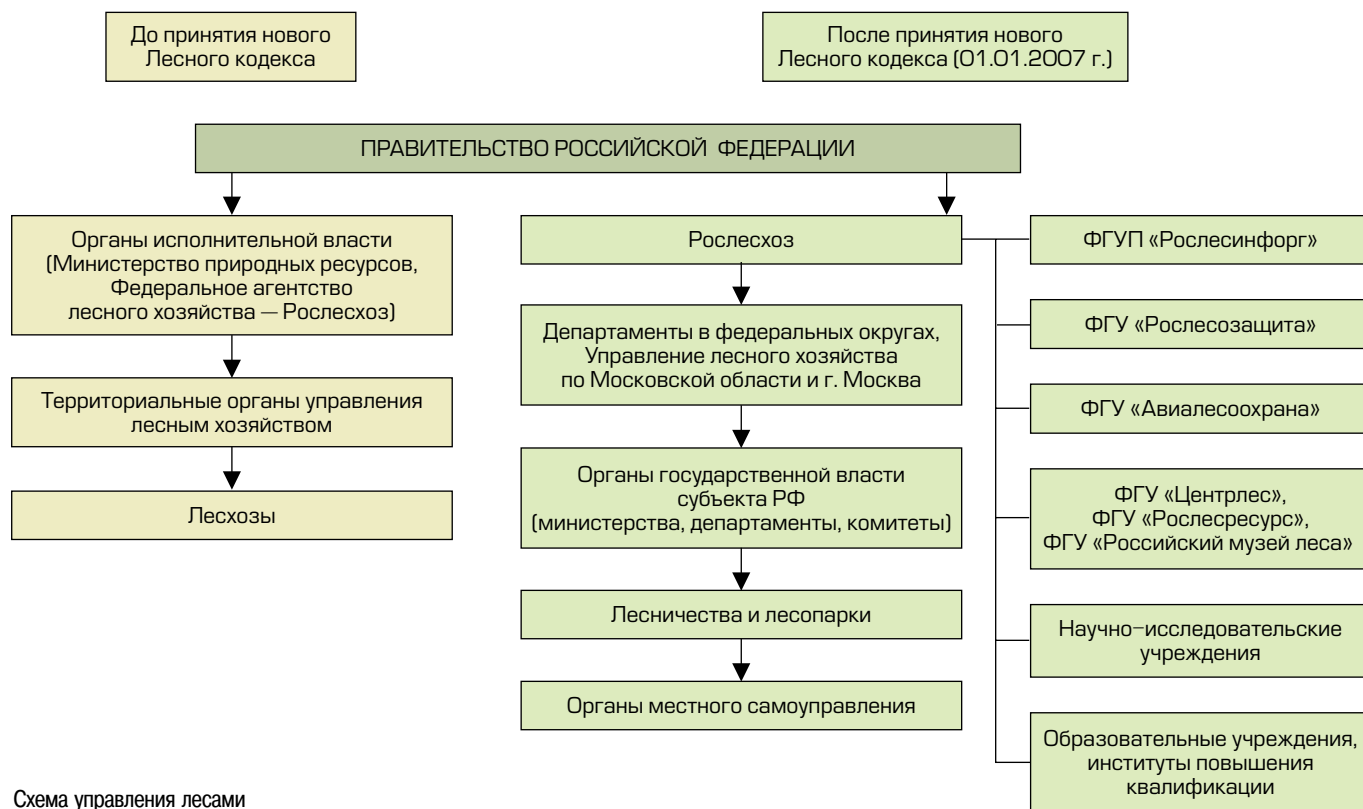 До принятия нового
Лесного кодекса
После принятия нового
Лесного кодекса (01.01.2007 г.)
ПРАВИТЕЛЬСТВО РОССИЙСКОЙ ФЕДЕРАЦИИ
Органы исполнительной власти
(Министерство природных ресурсов,
Федеральное агентство
лесного хозяйства — Рослесхоз)
Территориальные органы управления
лесным хозяйством
Лесхозы
Рослесхоз
Департаменты в федеральных округах,
Управление лесного хозяйства
по Московской области и г. Москва
Органы государственной власти
субъекта РФ
(министерства, департаменты, комитеты)
Лесничества и лесопарки
Органы местного самоуправления
ФГУП «Рослесинфорг»
ФГУ «Рослесозащита»
ФГУ «Авиалесоохрана»
ФГУ «Центрлес»,
ФГУ «Рослесресурс»,
ФГУ «Российский музей леса»
Научно-исследовательские
учреждения
Образовательные учреждения,
институты повышения
квалификации
Схема управления лесами